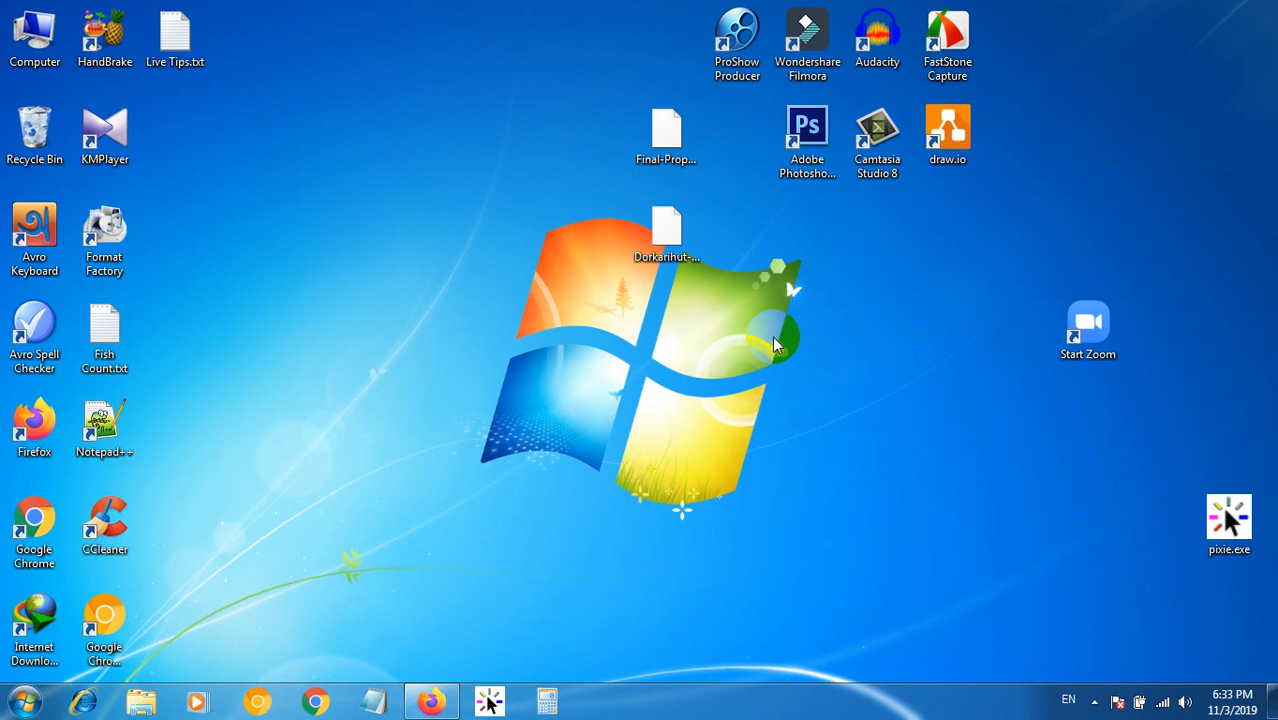 Computer
HandBrake
Live Tips.txt
ProShow
Producer
Wondershare
Filmora
Audacity
FastStone
Capture
Recycle Bin
KMPlayer
Final-Prop...
Ps
Adobe
Photosho...
Camtasia
Studio 8
draw.io
Avro
Keyboard
Format
Factory
Dorkarihut-...
Avro Spell
Checker
Fish
Count.txt
Start Zoom
Firefox
Notepad++
Google
Chrome
CCleaner
pixie.exe
Internet
Downlo...
Google
Chro...
EN
6:33 PM
11/3/2019